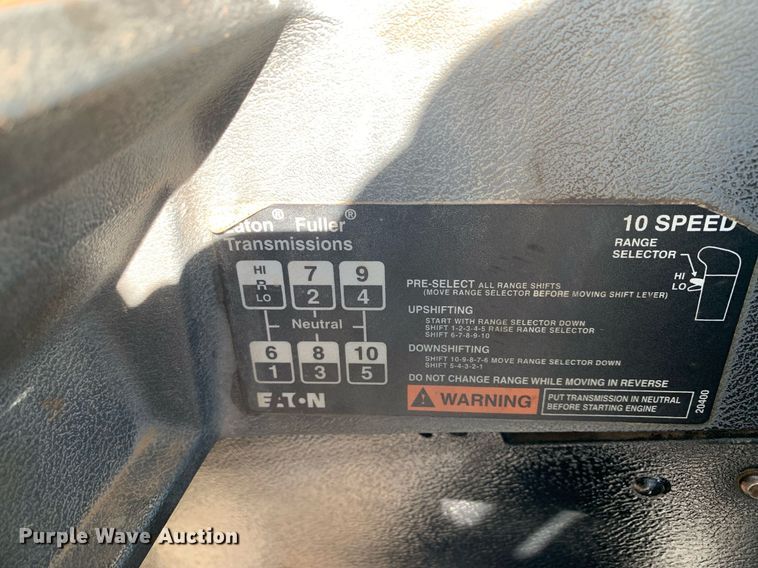 Eaton® Fuller®
Transmissions
10 SPEED
RANGE
SELECTOR
HI
LO
HI
R
LO
7
2
9
4
Neutral
6
1
8
3
10
5
EATON
PRE-SELECT ALL RANGE SHIFTS
(MOVE RANGE SELECTOR BEFORE MOVING SHIFT LEVER)
UPSHIFTING
START WITH RANGE SELECTOR DOWN
SHIFT 1-2-3-4-5 RAISE RANGE SELECTOR
SHIFT 6-7-8-9-10
DOWNSHIFTING
SHIFT 10-9-8-7-6 MOVE RANGE SELECTOR DOWN
SHIFT 5-4-3-2-1
DO NOT CHANGE RANGE WHILE MOVING IN REVERSE
WARNING
PUT TRANSMISSION IN NEUTRAL
BEFORE STARTING ENGINE
20400
Purple Wave Auction